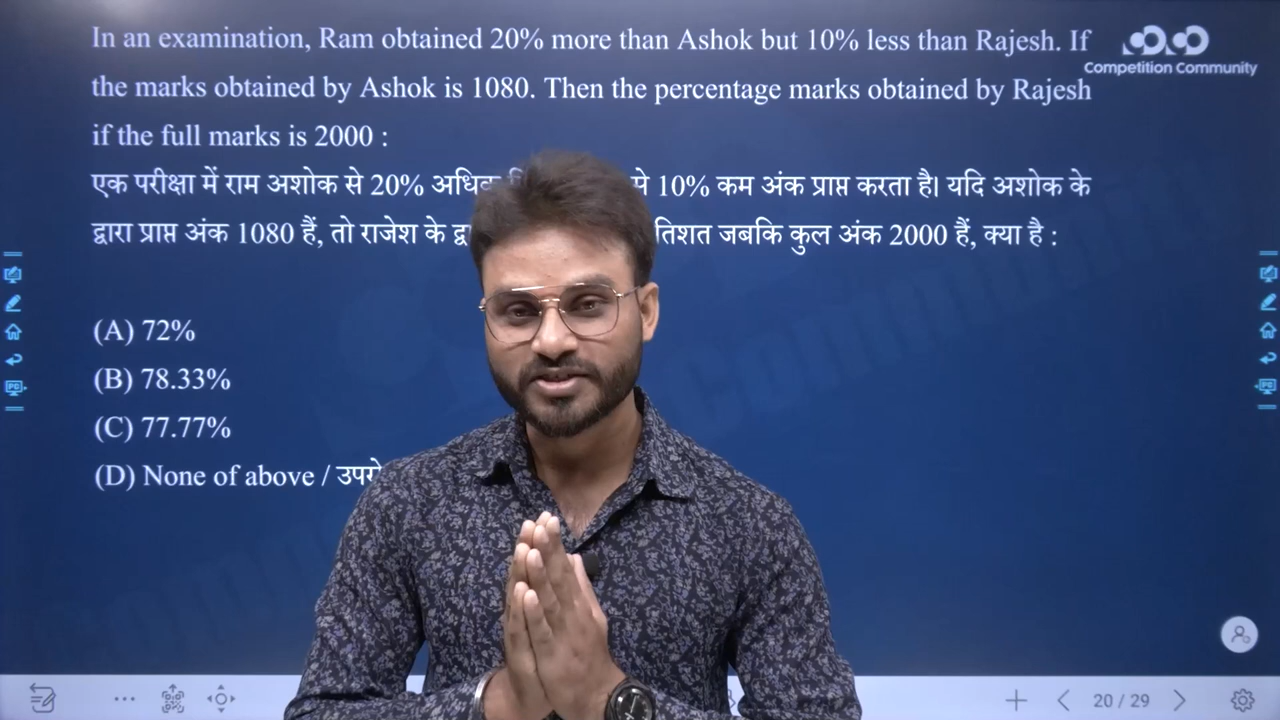 In an examination, Ram obtained 20% more than Ashok but 10% less than Rajesh. If
the marks obtained by Ashok is 1080. Then the percentage marks obtained by Rajesh
if the full marks is 2000 :
एक परीक्षा में राम अशोक से 20% 10% कम अंक प्राप्त करता है। यदि अशोक के
द्वारा प्राप्त अंक 1080 हैं, तो राजेश के जबकि कुल अंक 2000 हैं, क्या है :
(A) 72%
(B) 78.33%
(C) 77.77%
(D) None of above /
Competition Community
PC
PC
20 / 29